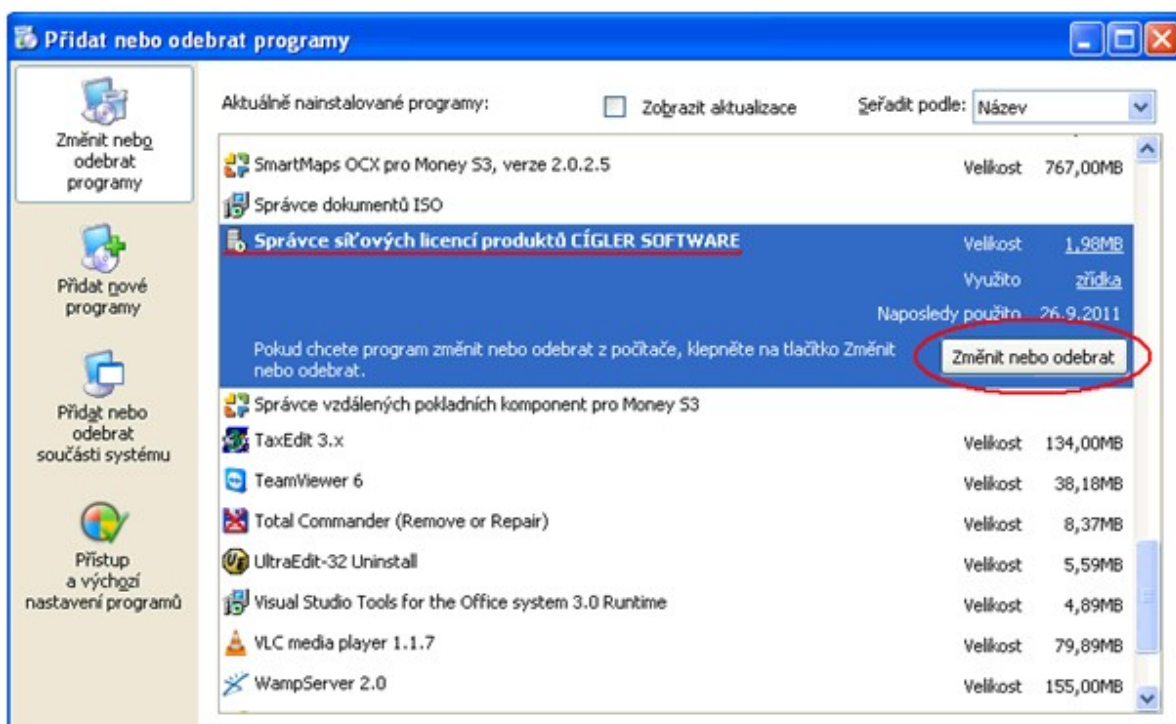 Přidat nebo odebrat programy
Změnit nebo
odebrat
programy
Přidat nové
programy
Přidat nebo
odebrat
součásti systému
Přístup
a výchozí
nastavení programů
Aktuálně nainstalované programy:
Zobrazit aktualizace
Seřadit podle: Název
SmartMaps OCX pro Money S3, verze 2.0.2.5 Velikost 767,00MB
Správce dokumentů ISO
Správce síťových licencí produktů CÍGLER SOFTWARE Velikost 1,98MB
Využito zřídka
Naposledy použito 26.9.2011
Pokud chcete program změnit nebo odebrat z počítače, klepněte na tlačítko Změnit
nebo odebrat.
Změnit nebo odebrat
Správce vzdálených pokladních komponent pro Money S3
TaxEdit 3.x Velikost 134,00MB
TeamViewer 6 Velikost 38,18MB
Total Commander (Remove or Repair) Velikost 8,37MB
UltraEdit-32 Uninstall Velikost 5,59MB
Visual Studio Tools for the Office system 3.0 Runtime Velikost 4,89MB
VLC media player 1.1.7 Velikost 79,89MB
WampServer 2.0 Velikost 155,00MB